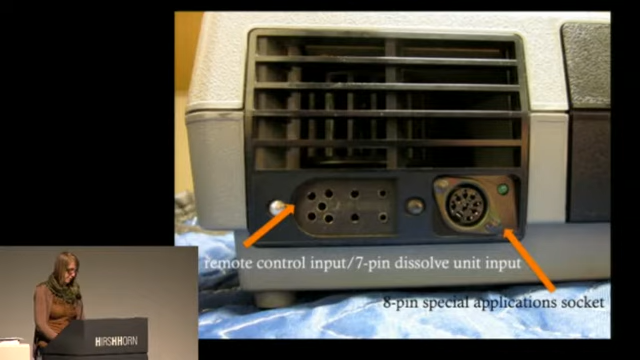 remote control input/7-pin dissolve unit input
8-pin special applications socket
HIRSHHORN